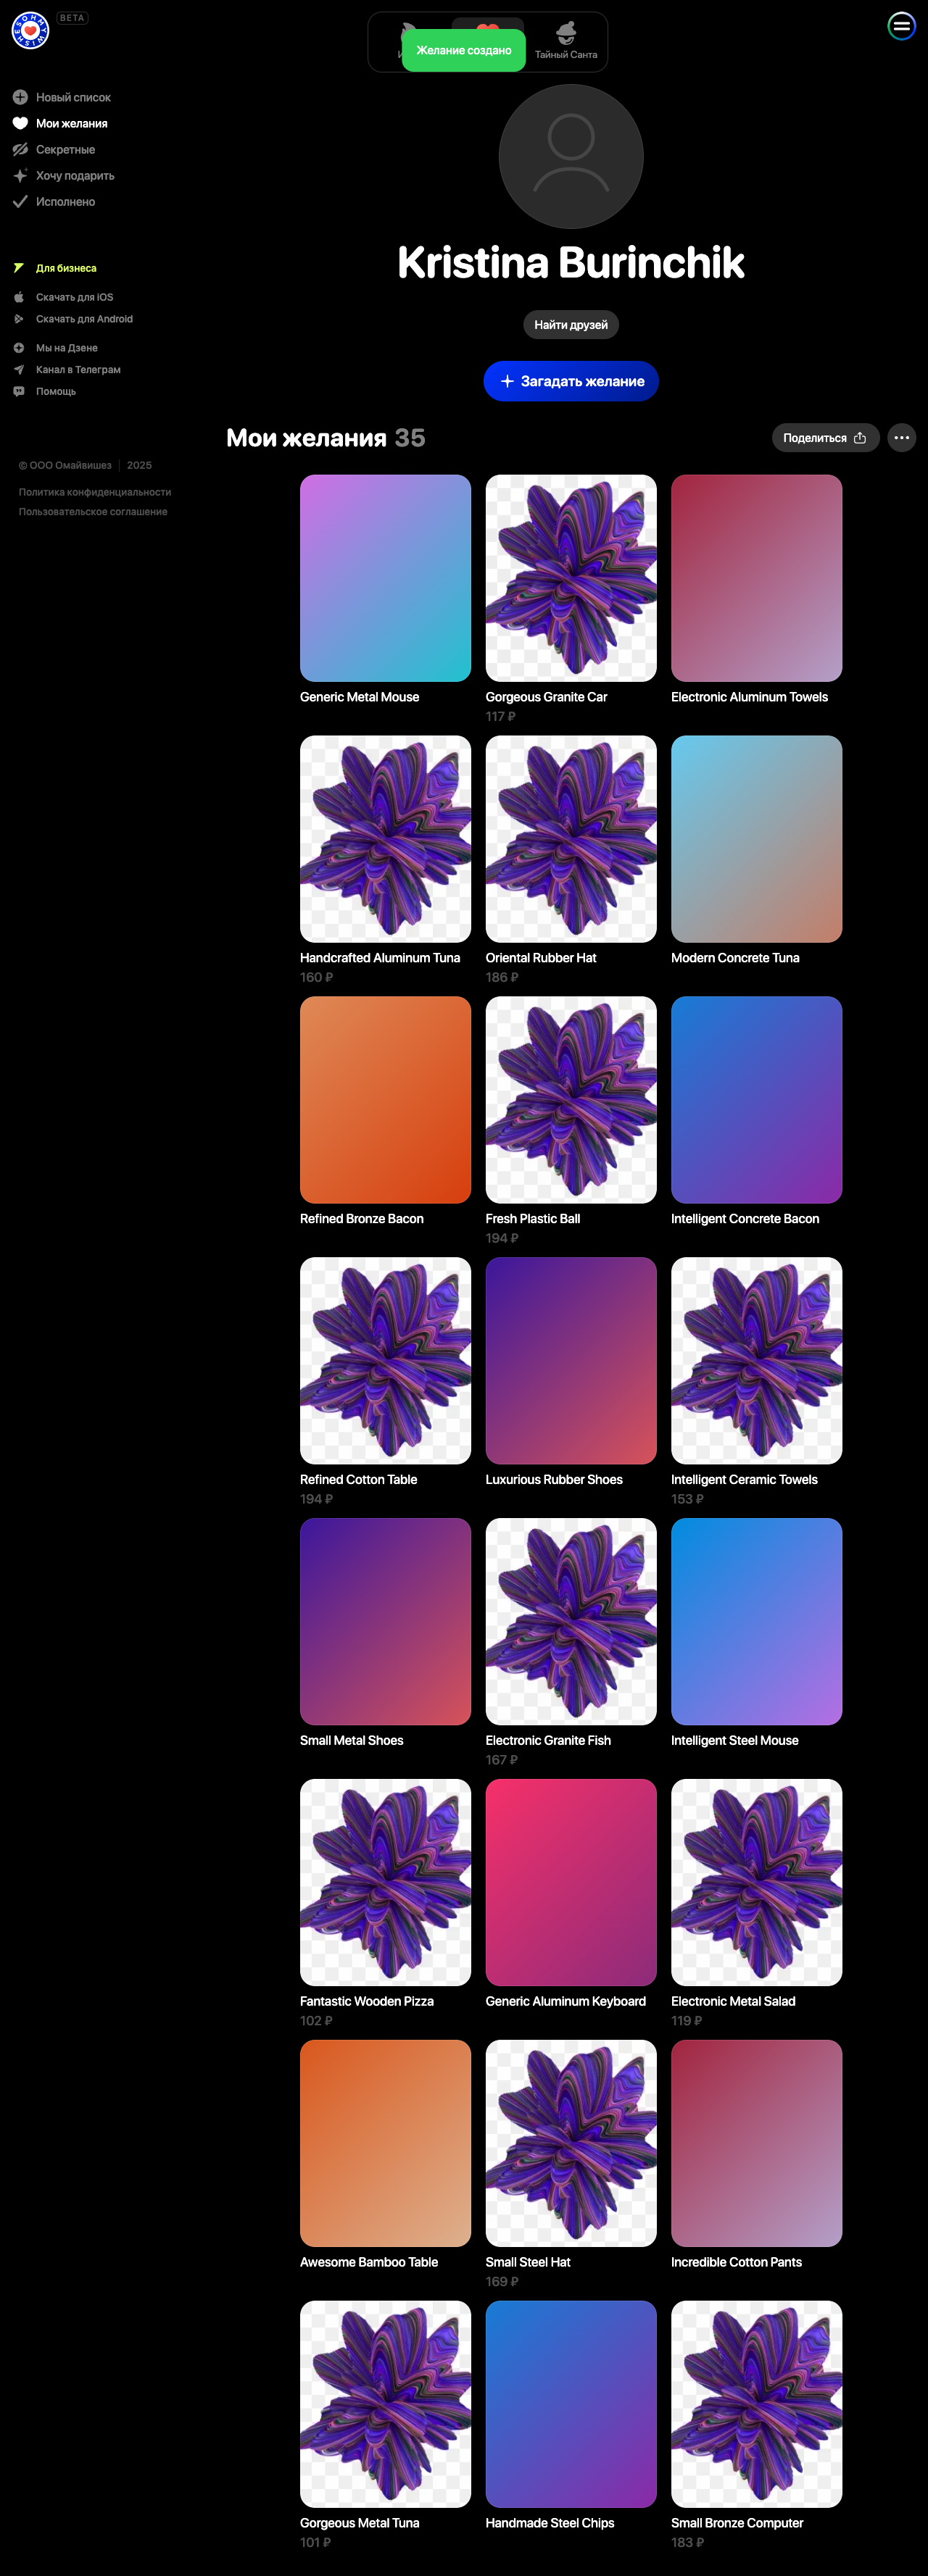 OHMYWISHES
BETA
Желание создано
Тайный Санта
Новый список
Мои желания
Секретные
Хочу подарить
Исполнено
Для бизнеса
Скачать для iOS
Скачать для Android
Мы на Дзене
Канал в Телеграм
Помощь
© ООО Омайвишез | 2025
Политика конфиденциальности
Пользовательское соглашение
Kristina Burinchik
Найти друзей
Загадать желание
Мои желания 35
Поделиться
Generic Metal Mouse
Gorgeous Granite Car
117 ₽
Electronic Aluminum Towels
Handcrafted Aluminum Tuna
160 ₽
Oriental Rubber Hat
186 ₽
Modern Concrete Tuna
Refined Bronze Bacon
Fresh Plastic Ball
194 ₽
Intelligent Concrete Bacon
Refined Cotton Table
194 ₽
Luxurious Rubber Shoes
Intelligent Ceramic Towels
153 ₽
Small Metal Shoes
Electronic Granite Fish
167 ₽
Intelligent Steel Mouse
Fantastic Wooden Pizza
102 ₽
Generic Aluminum Keyboard
Electronic Metal Salad
119 ₽
Awesome Bamboo Table
Small Steel Hat
169 ₽
Incredible Cotton Pants
Gorgeous Metal Tuna
101 ₽
Handmade Steel Chips
Small Bronze Computer
183 ₽